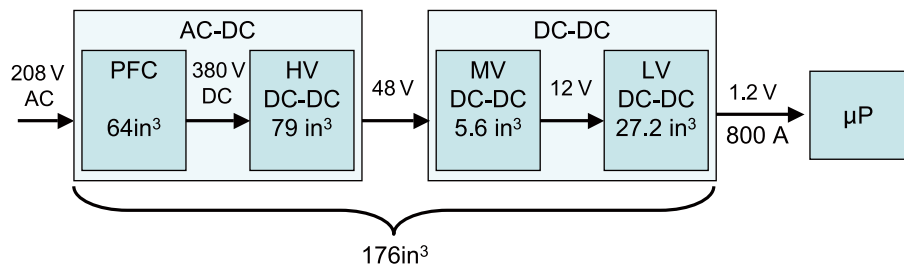 AC-DC
DC-DC
208 V
AC
PFC
64in³
380 V
DC
HV
DC-DC
79 in³
48 V
MV
DC-DC
5.6 in³
12 V
LV
DC-DC
27.2 in³
1.2 V
800 A
µP
176in³